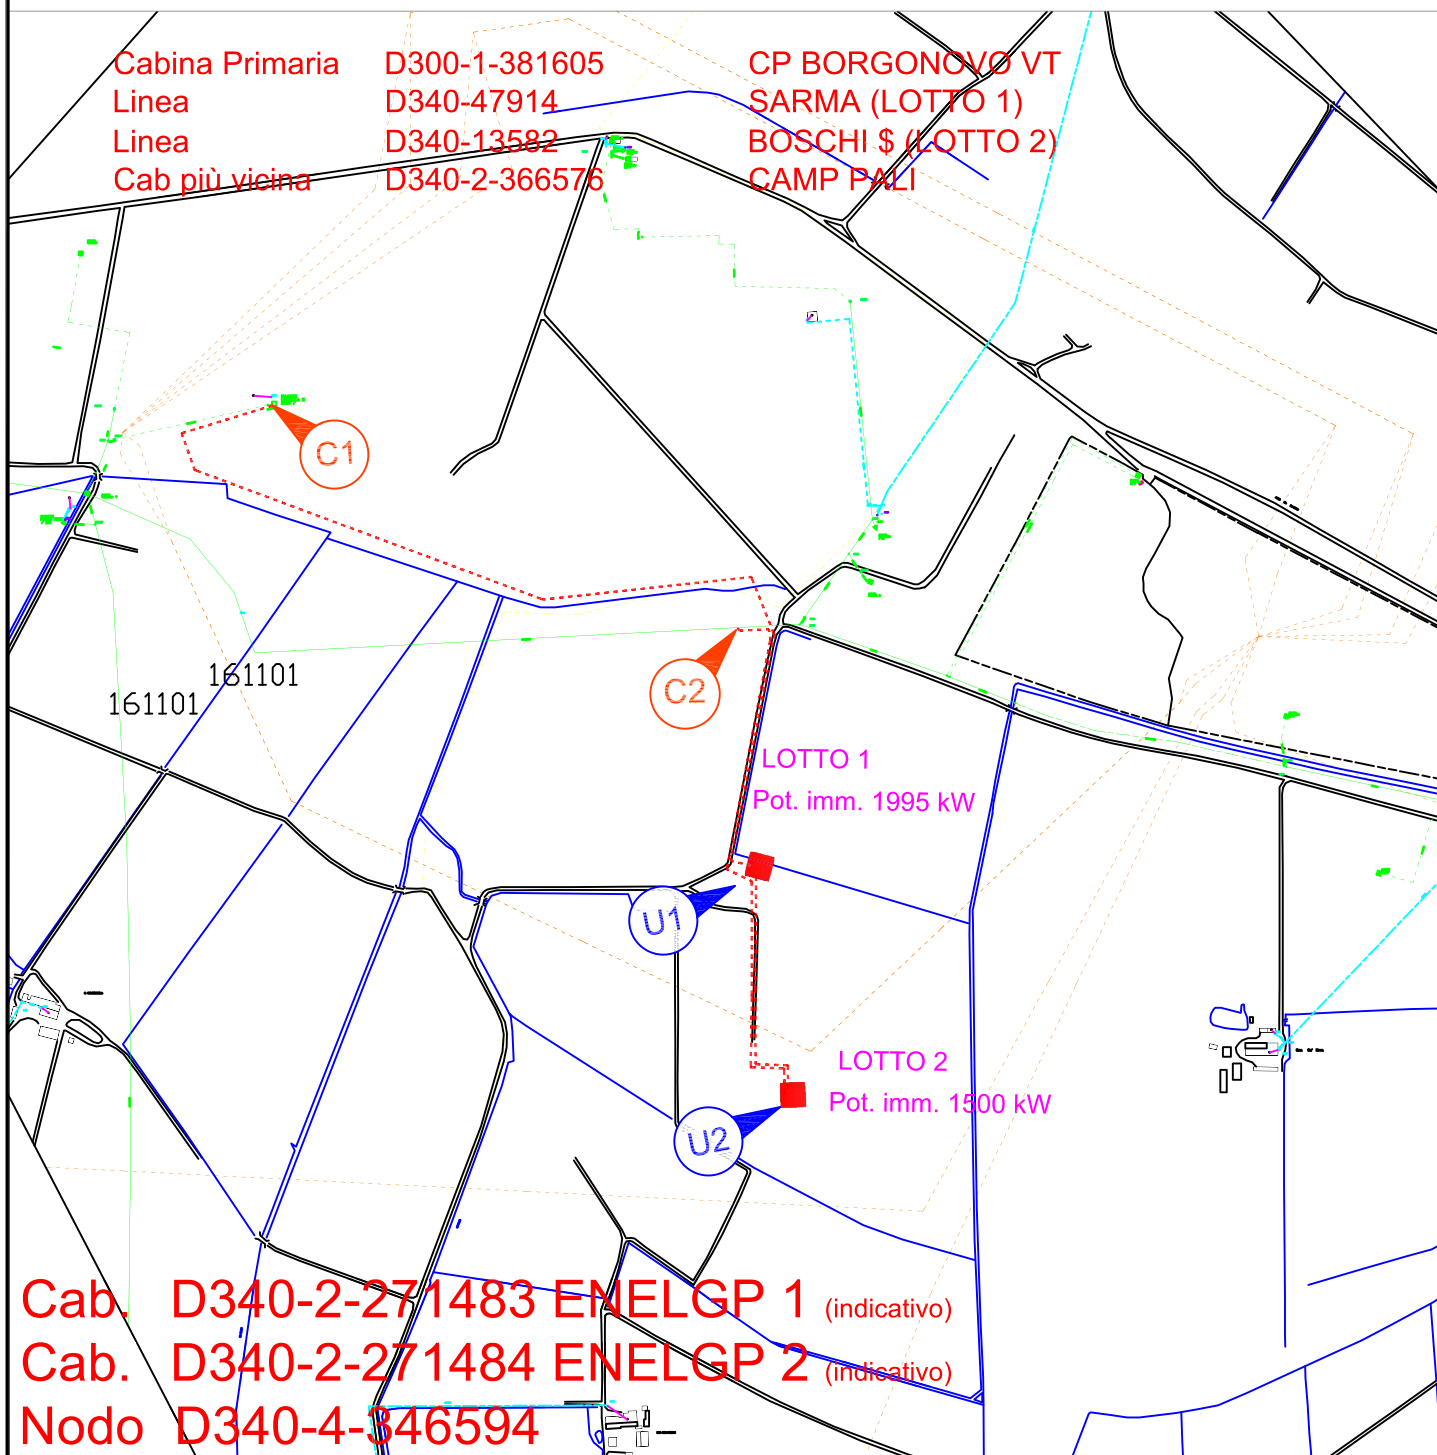 Cabina Primaria D300-1-381605 CP BORGONOVO VT
Linea D340-47914 SARMA (LOTTO 1)
Linea D340-13582 BOSCHI $ (LOTTO 2)
Cab più vicina D340-2-366576 CAMP PALI
C1
C2
161101
161101
LOTTO 1
Pot. imm. 1995 kW
U1
LOTTO 2
Pot. imm. 1500 kW
U2
Cab. D340-2-271483 ENELGP 1 (indicativo)
Cab. D340-2-271484 ENELGP 2 (indicativo)
Nodo D340-4-346594